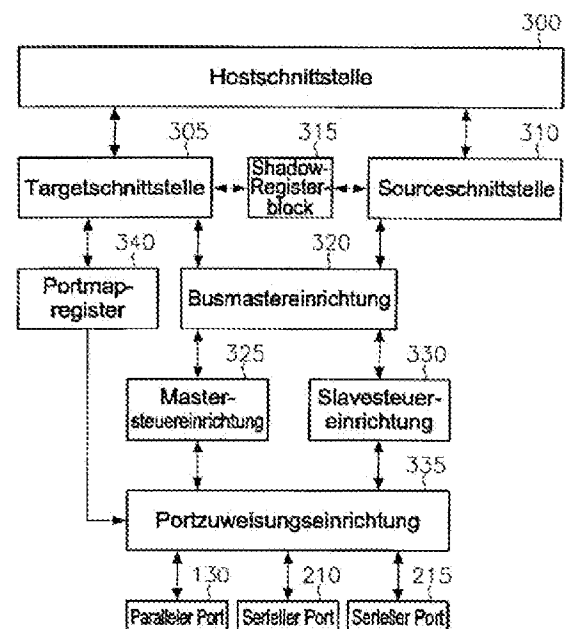 300
Hostschnittstelle
305
315
310
Targetschnittstelle
Shadow-
Register-
block
Sourceschnittstelle
340
320
Portmap-
register
Busmastereinrichtung
325
330
Master-
steuereinrichtung
Slavesteuer-
einrichtung
335
Portzuweisungseinrichtung
130
210
215
Paralleler Port
Serieller Port
Serieller Port